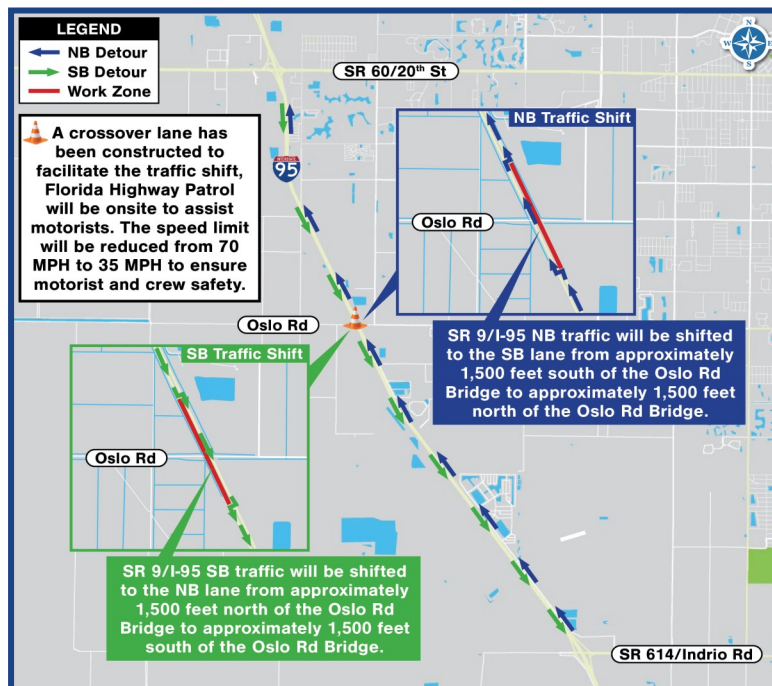 LEGEND
NB Detour
SB Detour
Work Zone
N
W E
S
SR 60/20th St
A crossover lane has
been constructed to
facilitate the traffic shift,
Florida Highway Patrol
will be onsite to assist
motorists. The speed limit
will be reduced from 70
MPH to 35 MPH to ensure
motorist and crew safety.
95
NB Traffic Shift
Oslo Rd
Oslo Rd
SR 9/I-95 NB traffic will be shifted
to the SB lane from approximately
1,500 feet south of the Oslo Rd
Bridge to approximately 1,500 feet
north of the Oslo Rd Bridge.
SB Traffic Shift
Oslo Rd
SR 9/I-95 SB traffic will be shifted
to the NB lane from approximately
1,500 feet north of the Oslo Rd
Bridge to approximately 1,500 feet
south of the Oslo Rd Bridge.
SR 614/Indrio Rd